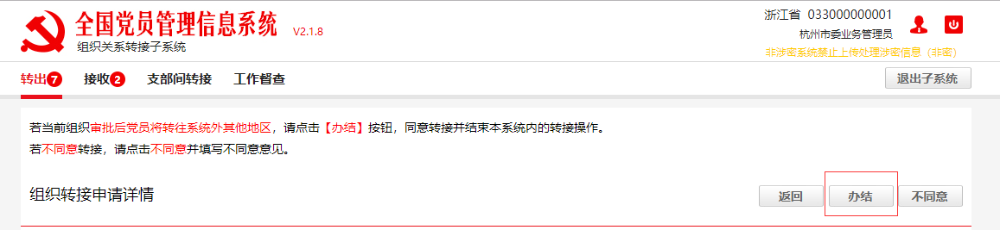 全国党员管理信息系统 V2.1.8
组织关系转接子系统
浙江省 033000000001
杭州市委业务管理员
非涉密系统禁止上传处理涉密信息（非密）
转出 7 接收 2 支部间转接 工作督查 退出子系统
若当前组织审批后党员将转往系统外其他地区，请点击【办结】按钮，同意转接并结束本系统内的转接操作。
若不同意转接，请点击不同意并填写不同意意见。
组织转接申请详情 返回 办结 不同意